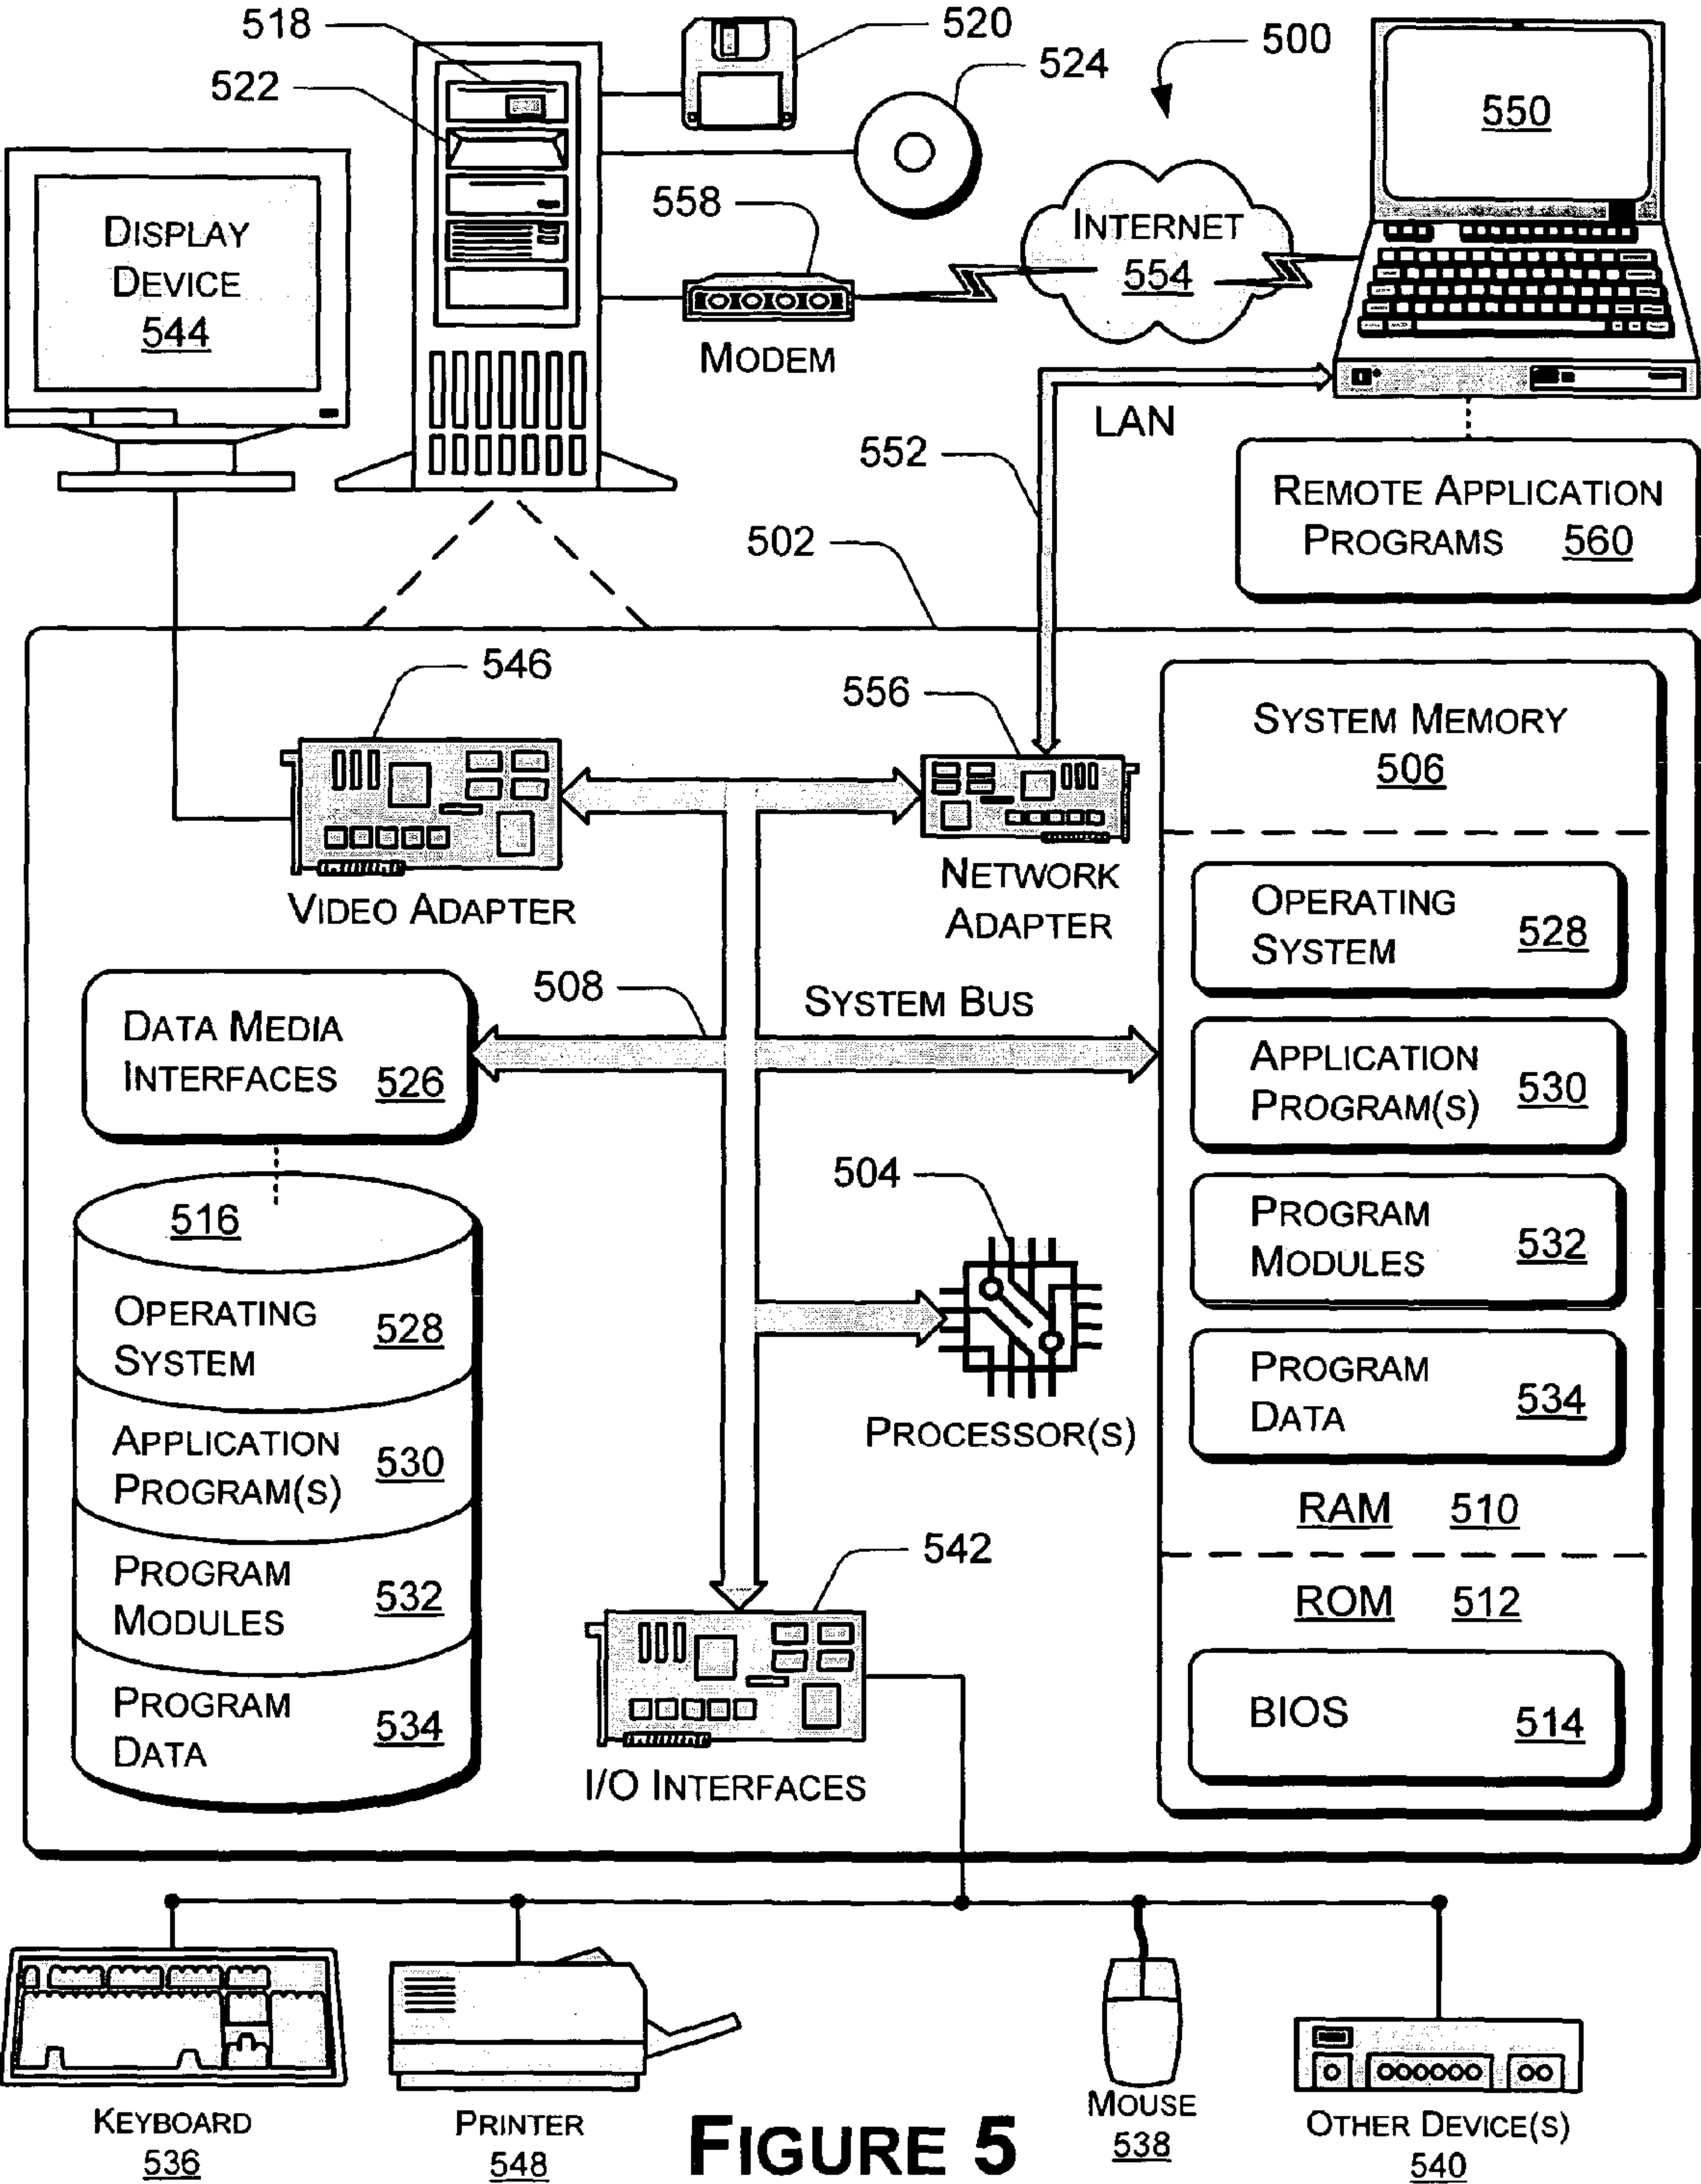 518
520
500
522
524
550
DISPLAY
DEVICE
544
558
INTERNET
554
MODEM
LAN
552
REMOTE APPLICATION
PROGRAMS 560
502
546
556
SYSTEM MEMORY
506
VIDEO ADAPTER
NETWORK
ADAPTER
OPERATING
SYSTEM 528
508
SYSTEM BUS
DATA MEDIA
INTERFACES 526
APPLICATION
PROGRAM(S) 530
504
516
PROGRAM
MODULES 532
OPERATING
SYSTEM 528
PROGRAM
DATA 534
PROCESSOR(S)
APPLICATION
PROGRAM(S) 530
RAM 510
542
PROGRAM
MODULES 532
ROM 512
PROGRAM
DATA 534
BIOS 514
I/O INTERFACES
KEYBOARD
536
PRINTER
548
FIGURE 5
MOUSE
538
OTHER DEVICE(S)
540